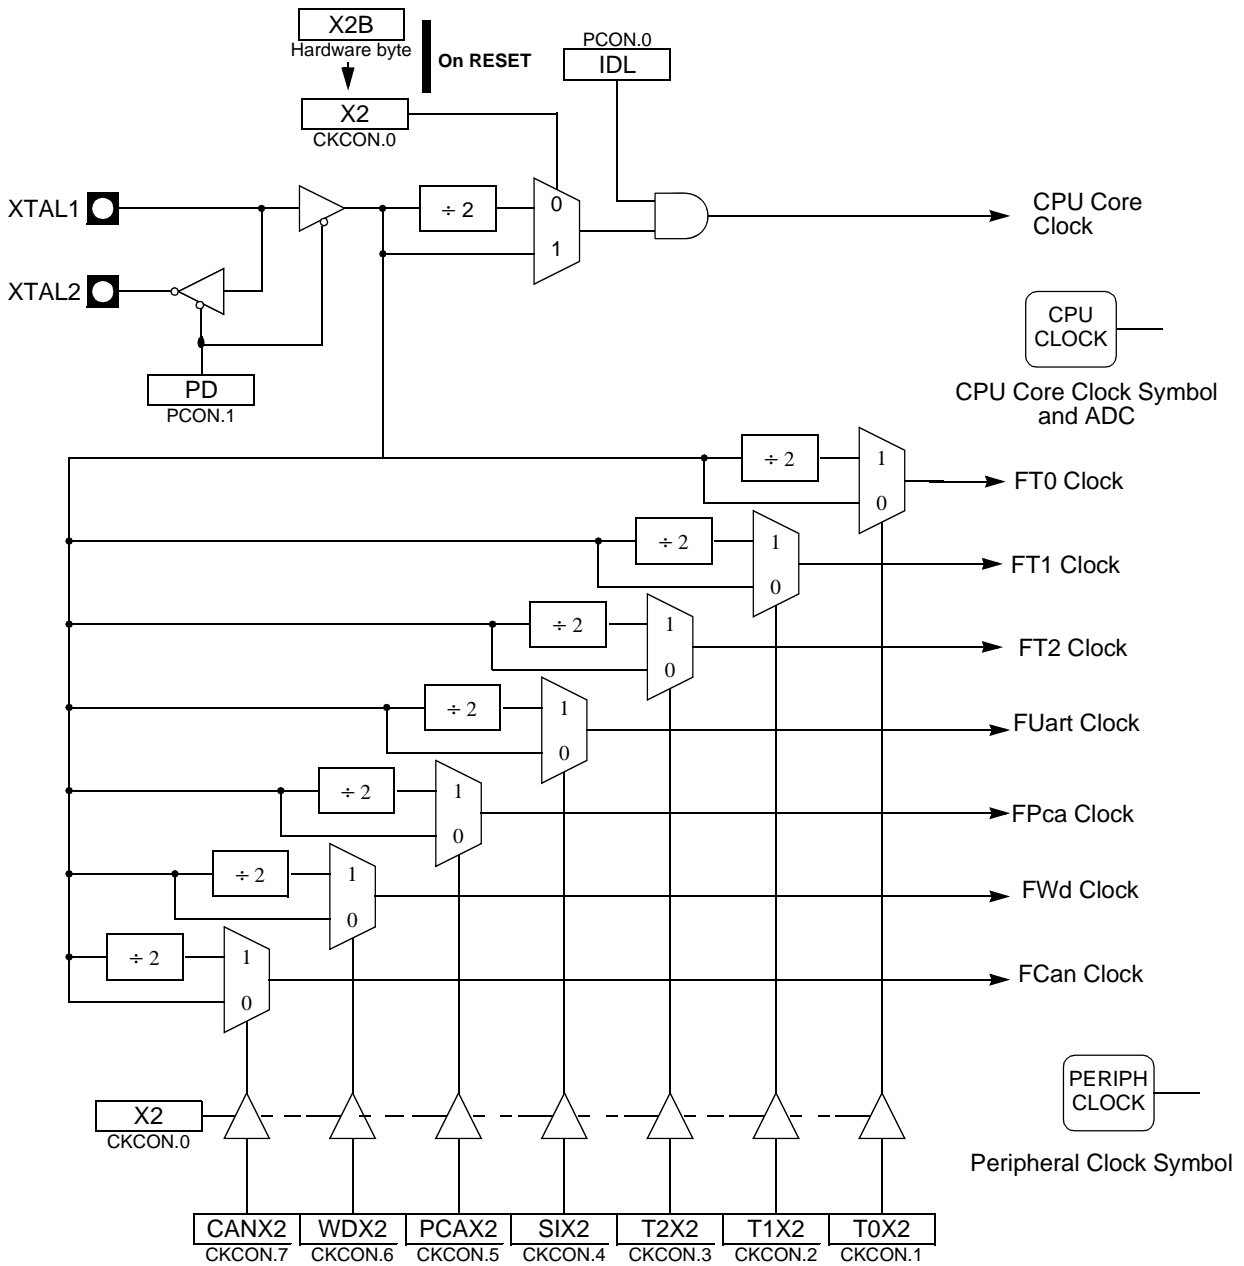 X2B
Hardware byte
On RESET
X2
CKCON.0
PCON.0
IDL
XTAL1
÷ 2
0
1
CPU Core
Clock
XTAL2
PD
PCON.1
CPU
CLOCK
CPU Core Clock Symbol
and ADC
÷ 2
1
0
FT0 Clock
÷ 2
1
0
FT1 Clock
÷ 2
1
0
FT2 Clock
÷ 2
1
0
FUart Clock
÷ 2
1
0
FPca Clock
÷ 2
1
0
FWd Clock
÷ 2
1
0
FCan Clock
X2
CKCON.0
PERIPH
CLOCK
Peripheral Clock Symbol
CANX2 WDX2 PCAX2 SIX2 T2X2 T1X2 T0X2
CKCON.7 CKCON.6 CKCON.5 CKCON.4 CKCON.3 CKCON.2 CKCON.1